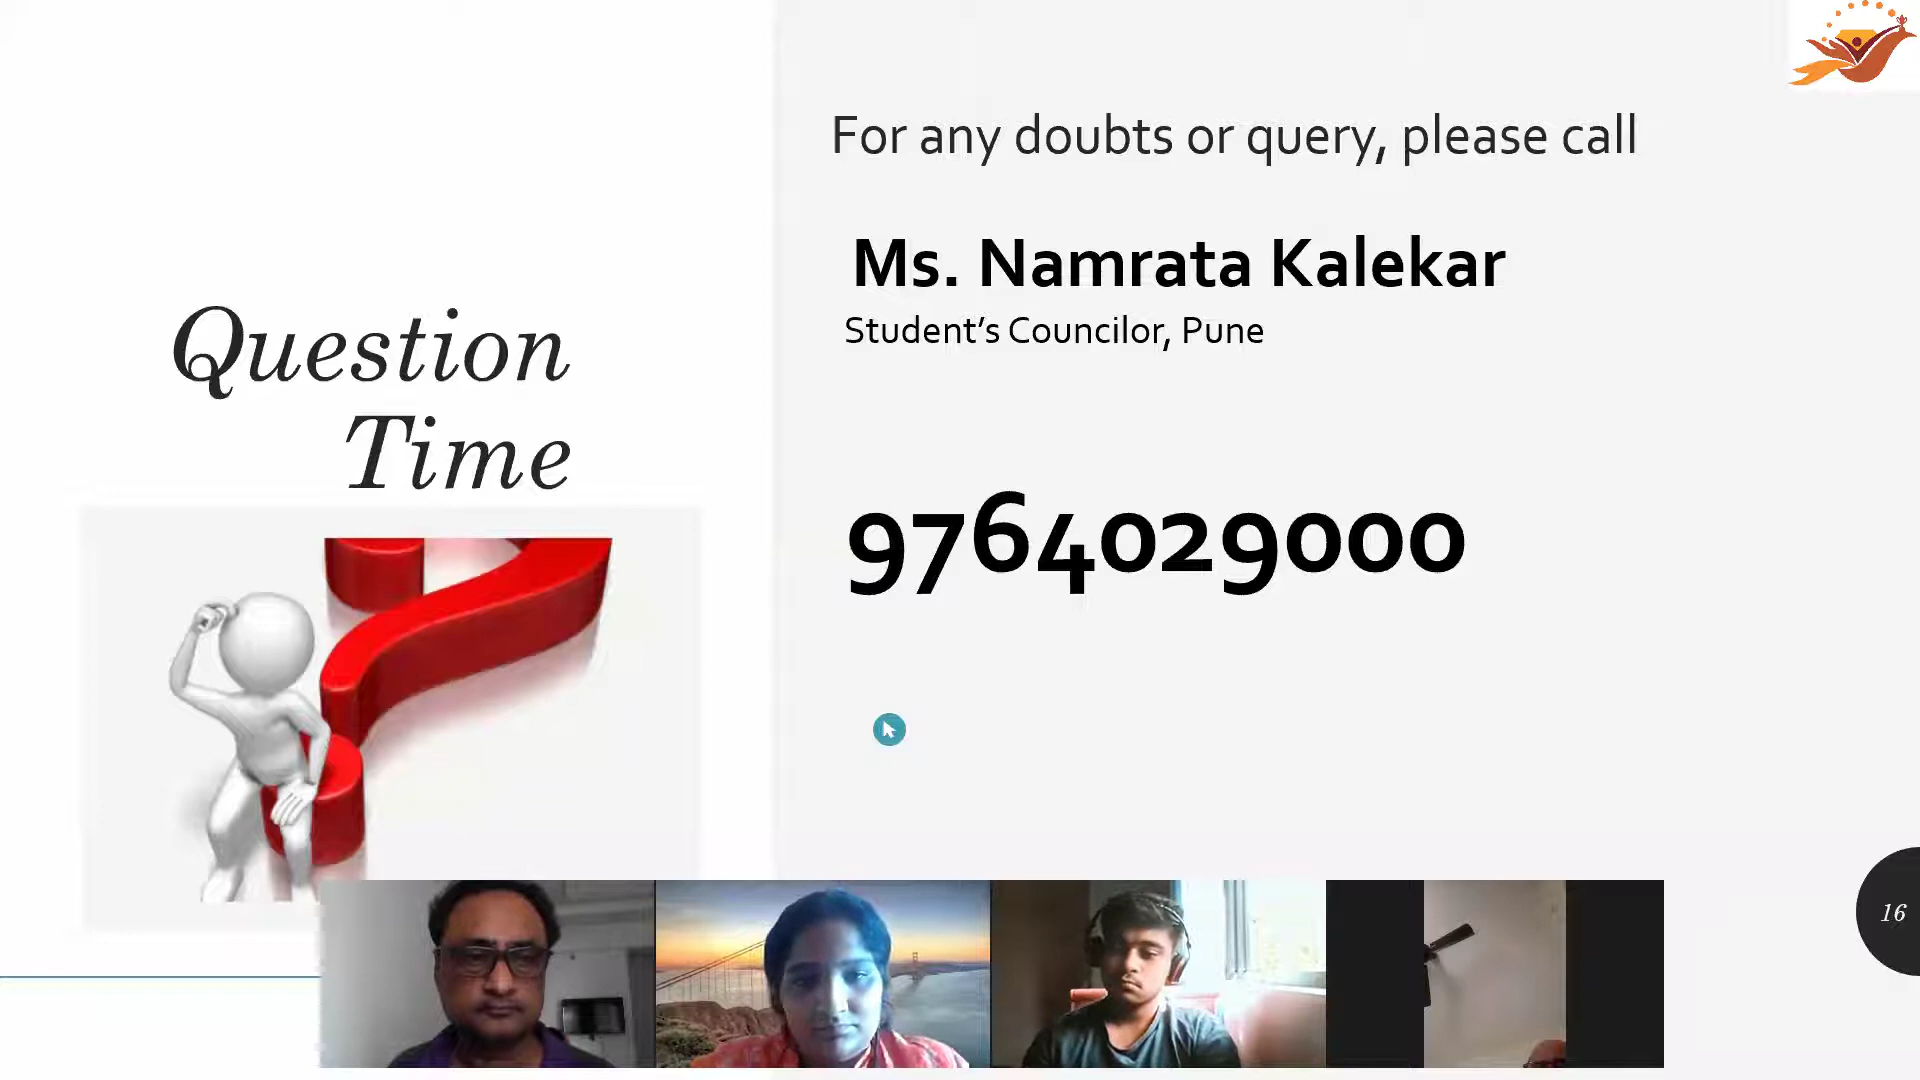 Question
Time
For any doubts or query, please call
Ms. Namrata Kalekar
Student’s Councilor, Pune
9764029000
16